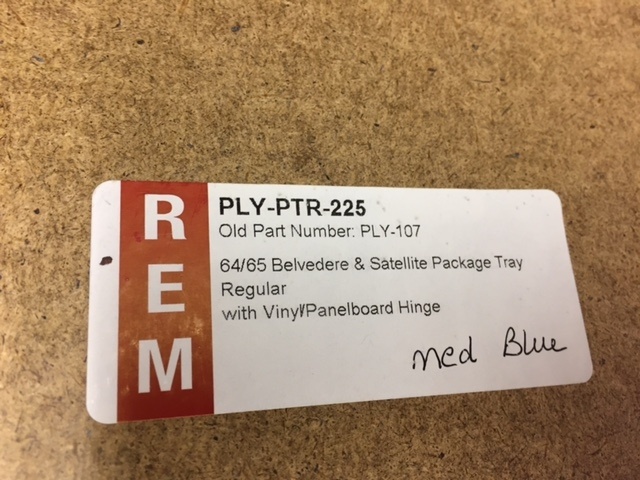 REM
PLY-PTR-225
Old Part Number: PLY-107
64/65 Belvedere & Satellite Package Tray
Regular
with Vinyl/Panelboard Hinge
med Blue